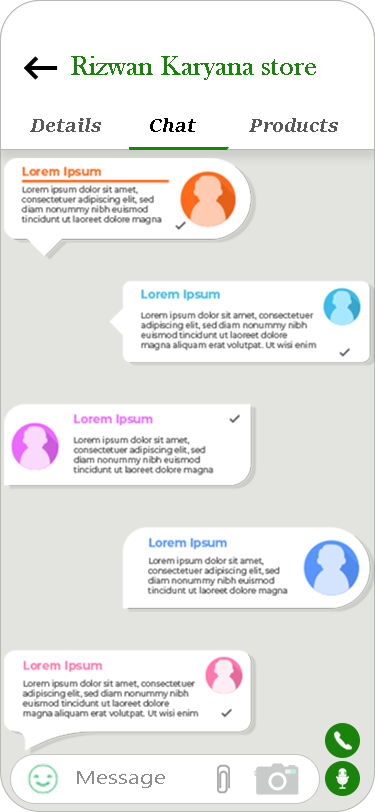 Rizwan Karyana store
Details Chat Products
Lorem Ipsum
Lorem ipsum dolor sit amet,
consectetuer adipiscing elit, sed
diam nonummy nibh euismod
tincidunt ut laoreet dolore magna
Lorem Ipsum
Lorem ipsum dolor sit amet, consectetuer
adipiscing elit, sed diam nonummy nibh
euismod tincidunt ut laoreet dolore
magna aliquam erat volutpat. Ut wisi enim
Lorem Ipsum
Lorem ipsum dolor sit amet,
consectetuer adipiscing elit, sed
diam nonummy nibh euismod
tincidunt ut laoreet dolore magna
Lorem Ipsum
Lorem ipsum dolor sit amet,
consectetuer adipiscing elit, sed
diam nonummy nibh euismod
tincidunt ut laoreet dolore magna
Lorem Ipsum
Lorem ipsum dolor sit amet, consectetuer
adipiscing elit, sed diam nonummy nibh
euismod tincidunt ut laoreet dolore
magna aliquam erat volutpat. Ut wisi enim
Message